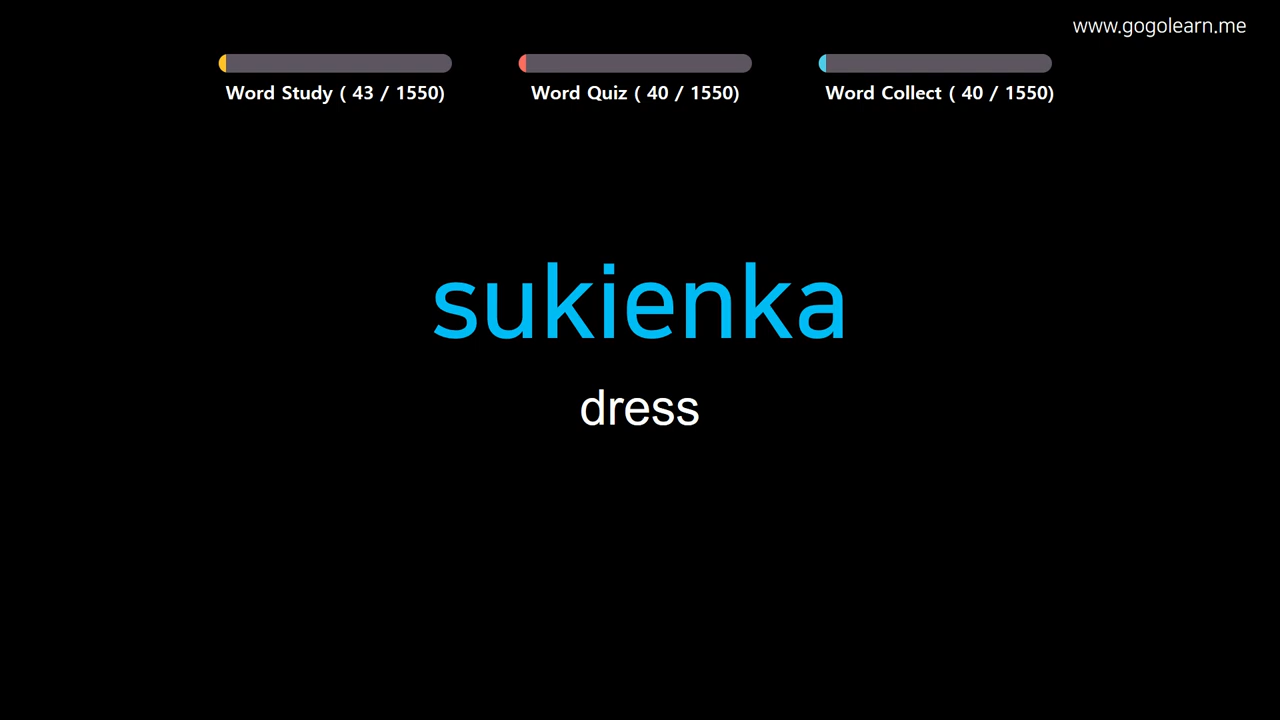 www.gogolearn.me
Word Study ( 43 / 1550)
Word Quiz ( 40 / 1550)
Word Collect ( 40 / 1550)
sukienka
dress